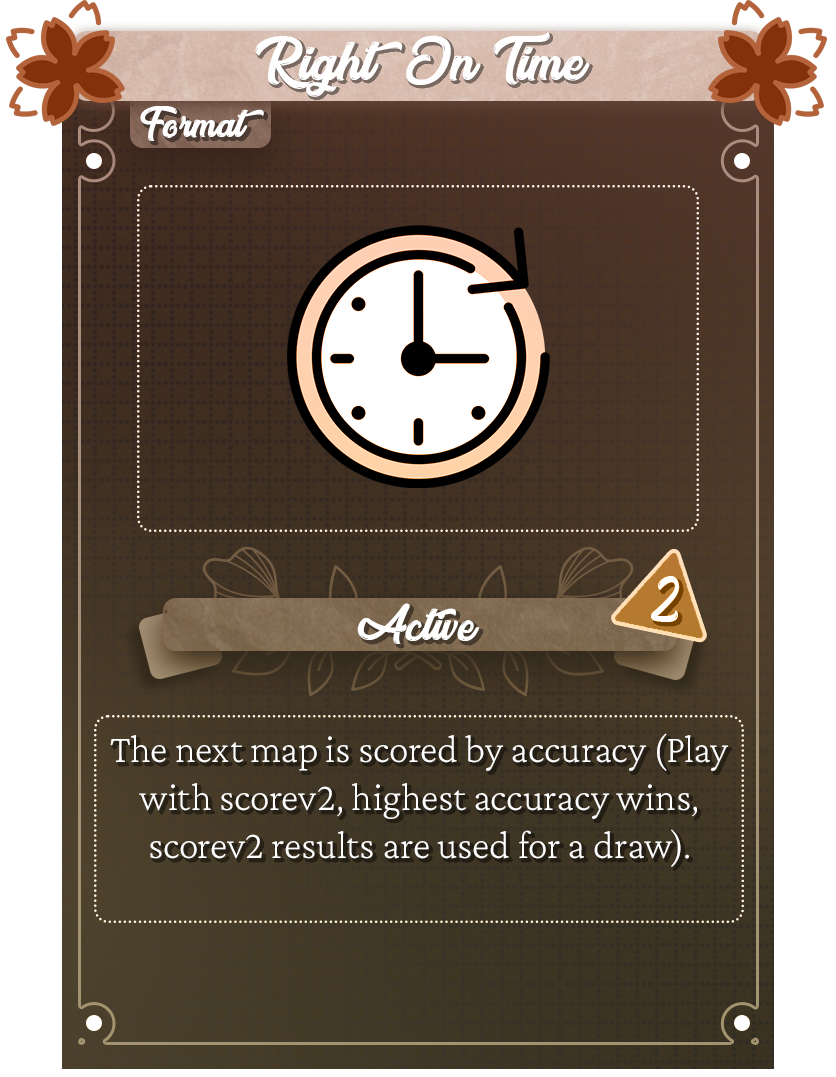 Right On Time
Format
Active
2
The next map is scored by accuracy (Play
with scorev2, highest accuracy wins,
scorev2 results are used for a draw).